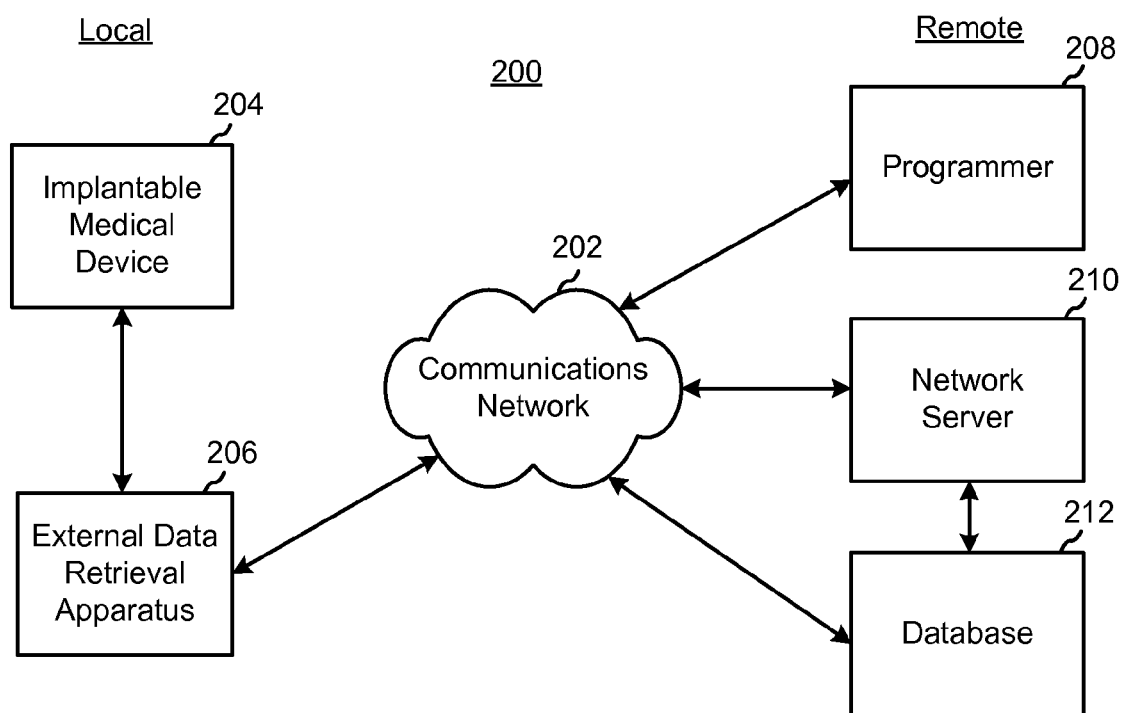 Local
Remote
200
208
Programmer
204
Implantable
Medical
Device
202
Communications
Network
210
Network
Server
206
External Data
Retrieval
Apparatus
212
Database